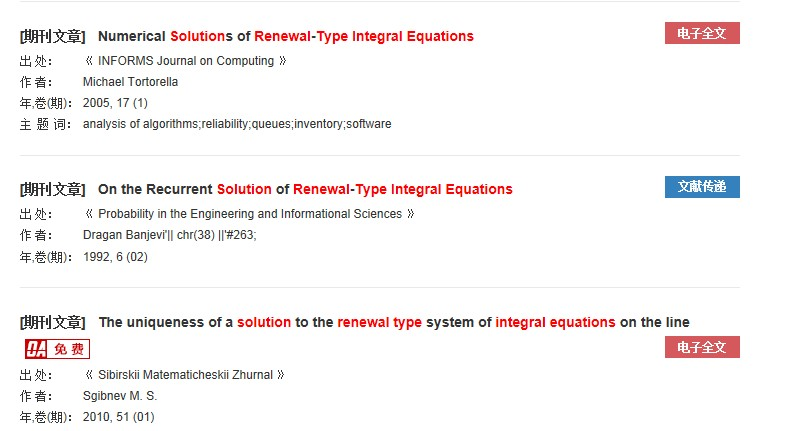 [期刊文章] Numerical Solutions of Renewal-Type Integral Equations
电子全文
出 处: 《 INFORMS Journal on Computing 》
作 者: Michael Tortorella
年,卷(期): 2005, 17 (1)
主 题 词: analysis of algorithms;reliability;queues;inventory;software
[期刊文章] On the Recurrent Solution of Renewal-Type Integral Equations
文献传递
出 处: 《 Probability in the Engineering and Informational Sciences 》
作 者: Dragan Banjevi'|| chr(38) ||'#263;
年,卷(期): 1992, 6 (02)
[期刊文章] The uniqueness of a solution to the renewal type system of integral equations on the line
OA 免 费
电子全文
出 处: 《 Sibirskii Matematicheskii Zhurnal 》
作 者: Sgibnev M. S.
年,卷(期): 2010, 51 (01)